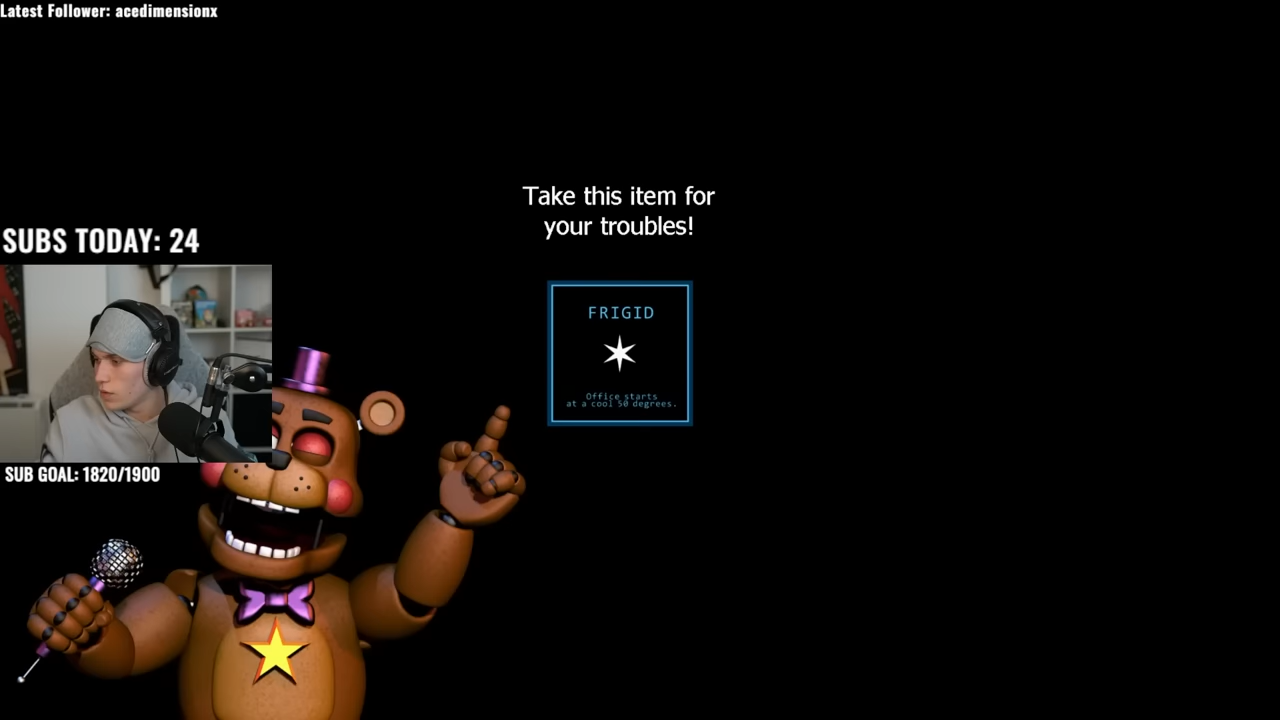 Latest Follower: acedimensionx
Take this item for
your troubles!
SUBS TODAY: 24
FRIGID
Office starts
at a cool 50 degrees.
SUB GOAL: 1820/1900